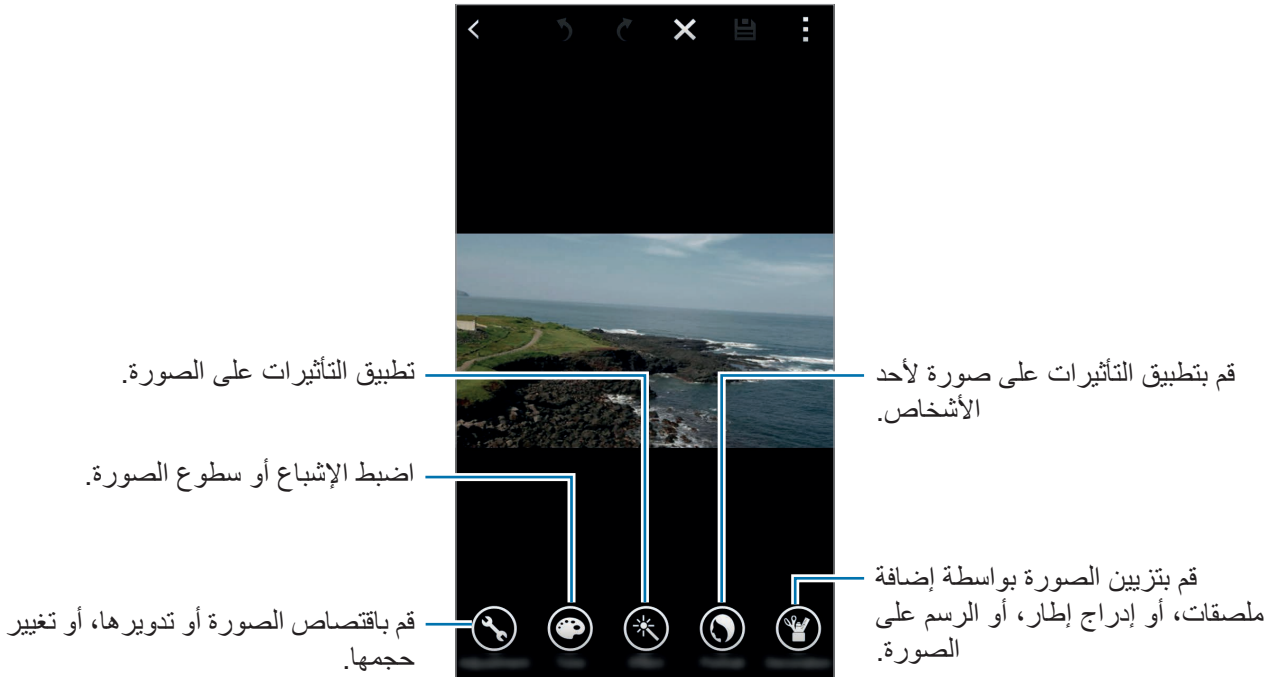 تطبيق التأثيرات على الصورة.
اضبط الإشباع أو سطوع الصورة.
قم باقتصاص الصورة أو تدويرها، أو تغيير
حجمها.
قم بتطبيق التأثيرات على صورة لأحد
الأشخاص.
قم بتزيين الصورة بواسطة إضافة
ملصقات، أو إدراج إطار، أو الرسم على
الصورة.